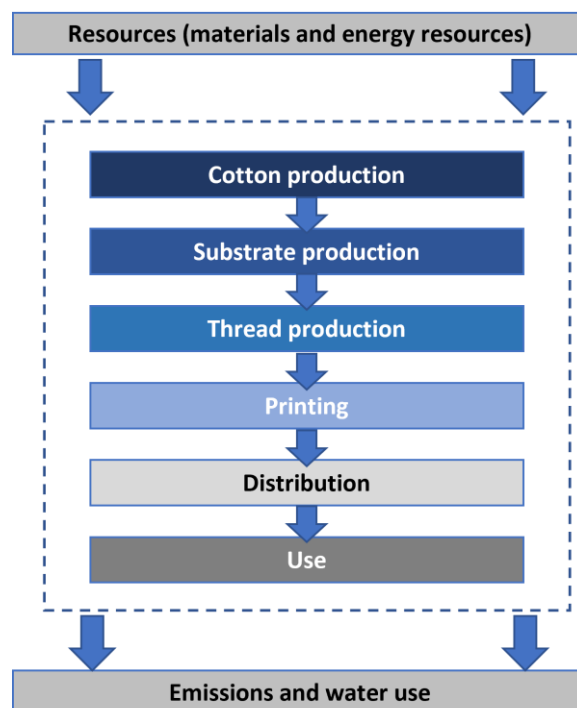 Resources (materials and energy resources)
Cotton production
Substrate production
Thread production
Printing
Distribution
Use
Emissions and water use